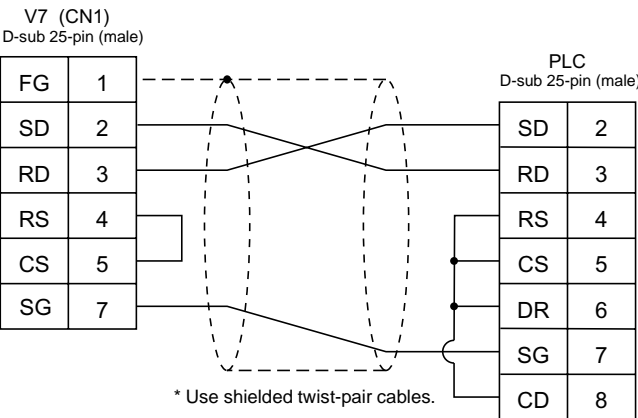 V7 (CN1)
D-sub 25-pin (male)
FG 1
SD 2
RD 3
RS 4
CS 5
SG 7
PLC
D-sub 25-pin (male)
SD 2
RD 3
RS 4
CS 5
DR 6
SG 7
CD 8
* Use shielded twist-pair cables.